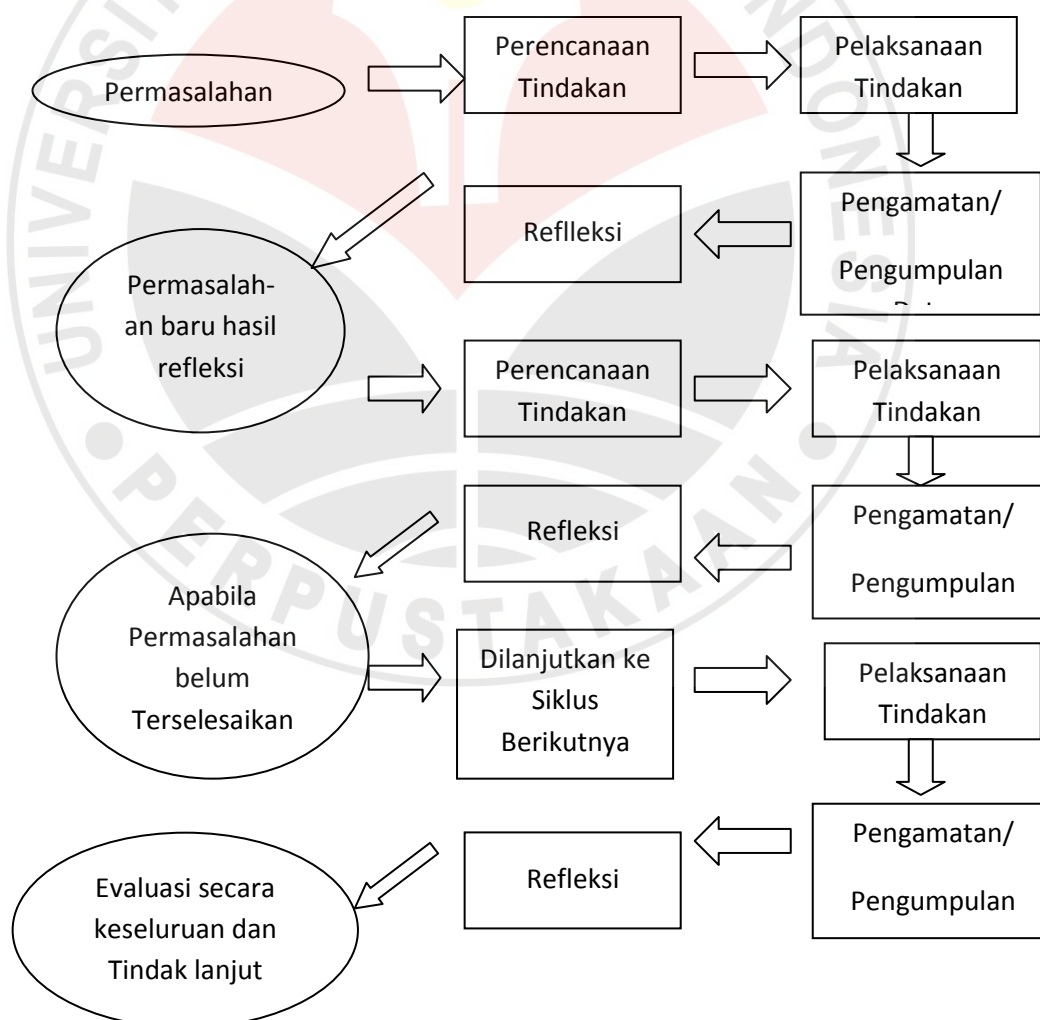 Permasalahan
Perencanaan
Tindakan
Pelaksanaan
Tindakan
Pengamatan/
Pengumpulan
Reflleksi
Permasalah-
an baru hasil
refleksi
Perencanaan
Tindakan
Pelaksanaan
Tindakan
Pengamatan/
Pengumpulan
Refleksi
Apabila
Permasalahan
belum
Terselesaikan
Dilanjutkan ke
Siklus
Berikutnya
Pelaksanaan
Tindakan
Pengamatan/
Pengumpulan
Refleksi
Evaluasi secara
keseluruan dan
Tindak lanjut
PERPUSTAKAAN